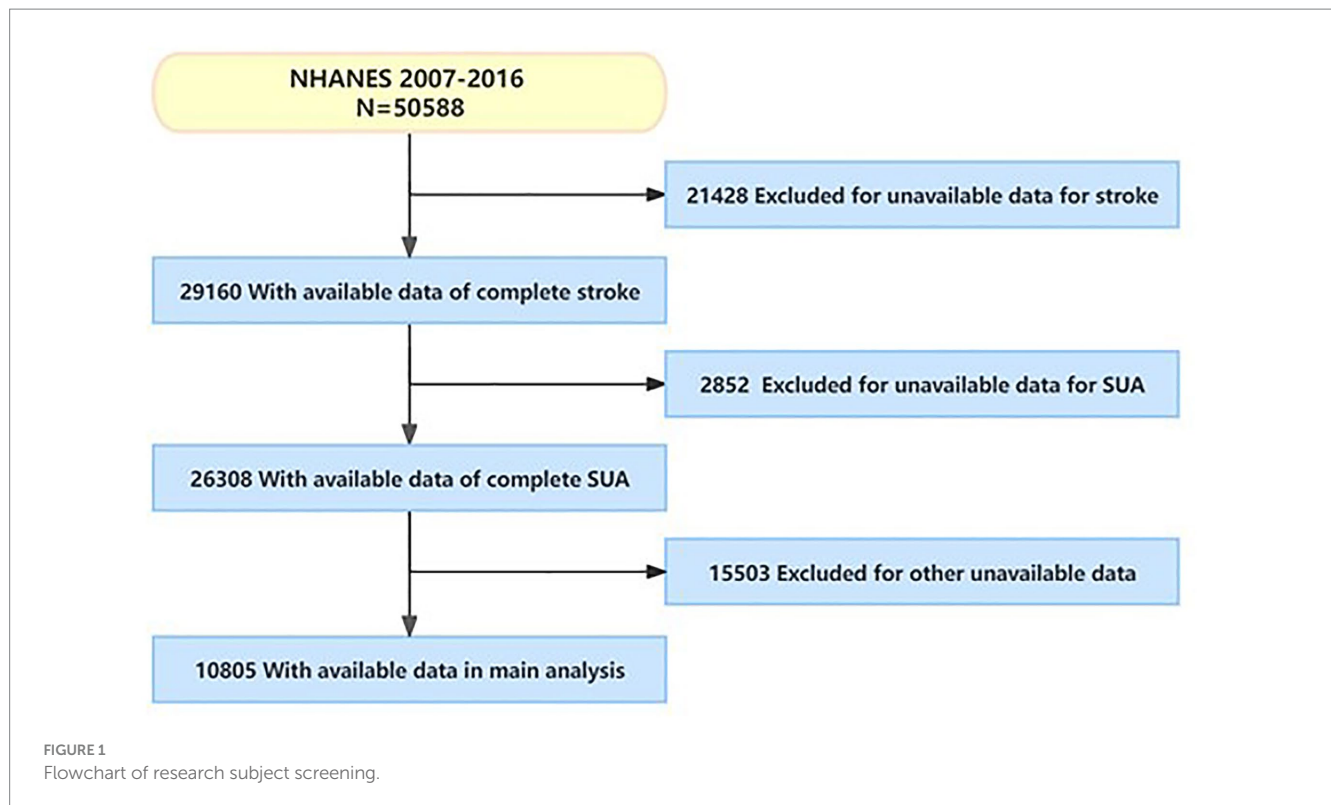 NHANES 2007-2016
N=50588
21428 Excluded for unavailable data for stroke
29160 With available data of complete stroke
2852 Excluded for unavailable data for SUA
26308 With available data of complete SUA
15503 Excluded for other unavailable data
10805 With available data in main analysis
FIGURE 1
Flowchart of research subject screening.